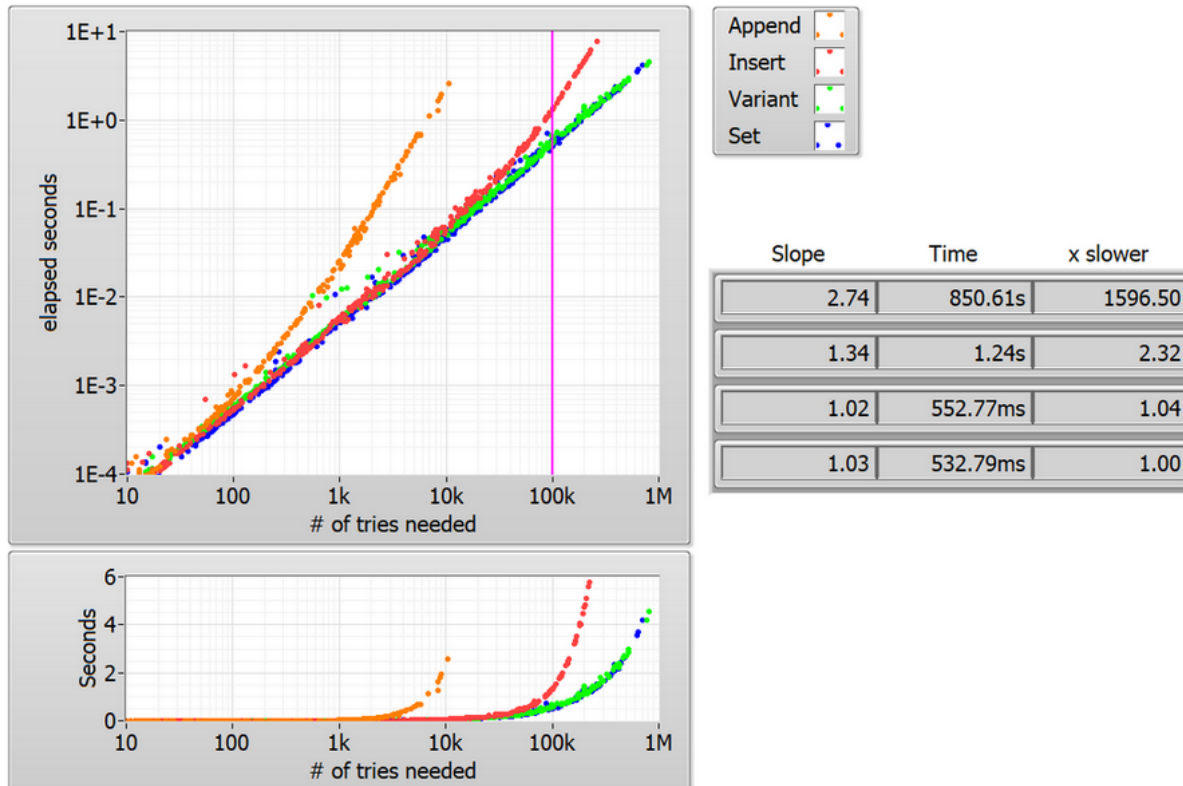 1E+1
1E+0
1E-1
1E-2
1E-3
1E-4
elapsed seconds
10 100 1k 10k 100k 1M
# of tries needed
Append
Insert
Variant
Set
Slope Time x slower
2.74 850.61s 1596.50
1.34 1.24s 2.32
1.02 552.77ms 1.04
1.03 532.79ms 1.00
6
4
2
0
Seconds
10 100 1k 10k 100k 1M
# of tries needed